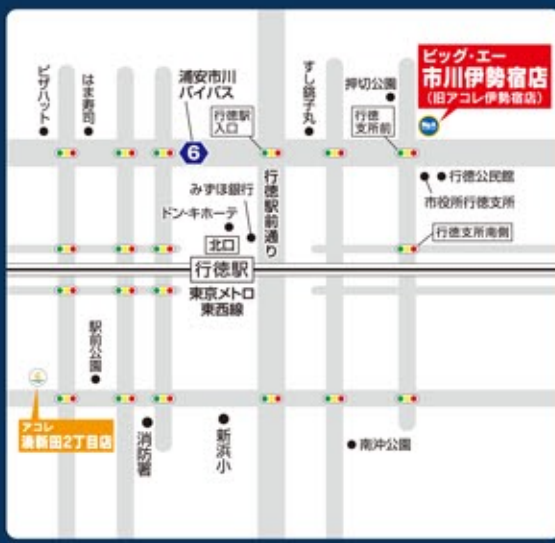 ピザハット
はま寿司
浦安市川
バイパス
6
すし銚子丸
押切公園
ビッグ・エー
市川伊勢宿店
(旧アコレ伊勢宿店)
行徳駅
入口
行徳
支所前
行徳公民館
市役所行徳支所
みずほ銀行
ドン・キホーテ
行徳駅前通り
北口
行徳支所南側
行徳駅
東京メトロ
東西線
駅前公園
アコレ
湊新田2丁目店
消防署
新浜小
南沖公園